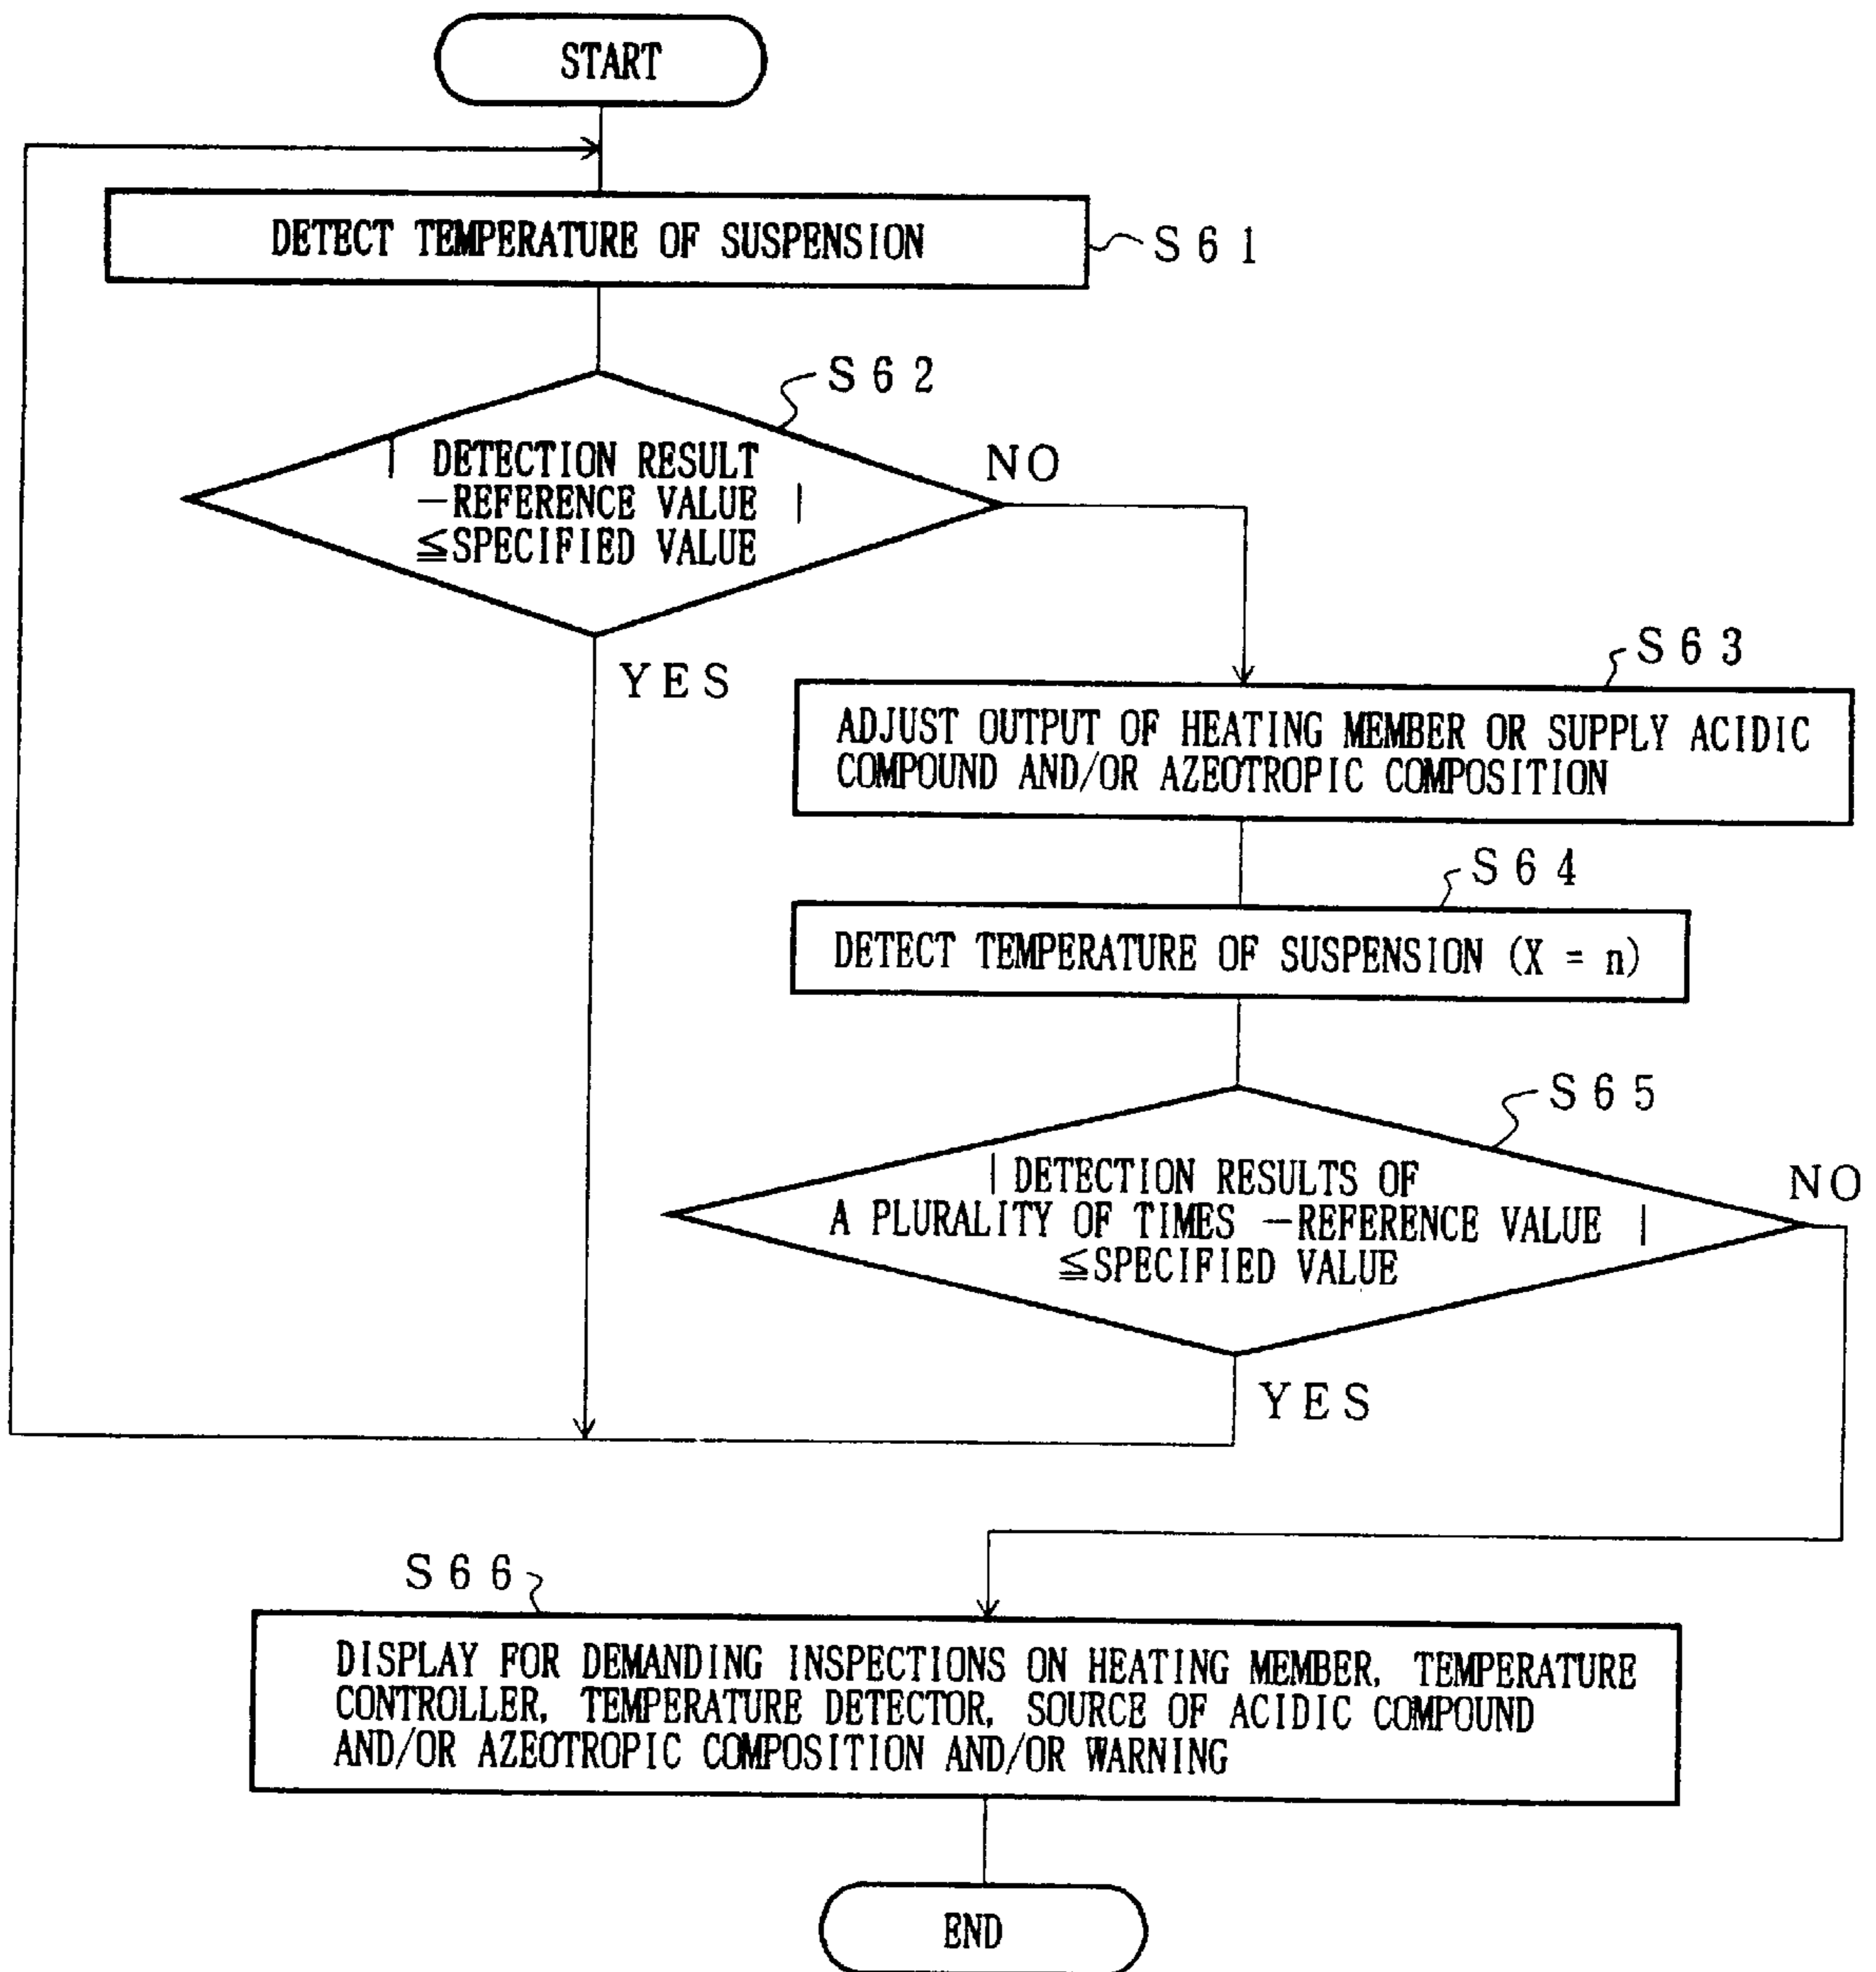 START
DETECT TEMPERATURE OF SUSPENSION
S61
S62
| DETECTION RESULT
−REFERENCE VALUE |
≦SPECIFIED VALUE
NO
YES
S63
ADJUST OUTPUT OF HEATING MEMBER OR SUPPLY ACIDIC
COMPOUND AND/OR AZEOTROPIC COMPOSITION
S64
DETECT TEMPERATURE OF SUSPENSION (X = n)
S65
| DETECTION RESULTS OF
A PLURALITY OF TIMES −REFERENCE VALUE |
≦SPECIFIED VALUE
NO
YES
S66
DISPLAY FOR DEMANDING INSPECTIONS ON HEATING MEMBER, TEMPERATURE
CONTROLLER, TEMPERATURE DETECTOR, SOURCE OF ACIDIC COMPOUND
AND/OR AZEOTROPIC COMPOSITION AND/OR WARNING
END